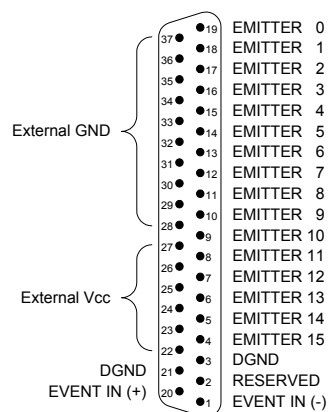 19 EMITTER 0
37
18 EMITTER 1
36
17 EMITTER 2
35
16 EMITTER 3
34
15 EMITTER 4
33
External GND
14 EMITTER 5
32
13 EMITTER 6
31
12 EMITTER 7
30
11 EMITTER 8
29
10 EMITTER 9
28
9 EMITTER 10
27
8 EMITTER 11
26
7 EMITTER 12
25
External Vcc
6 EMITTER 13
24
5 EMITTER 14
23
4 EMITTER 15
22
3 DGND
DGND 21
2 RESERVED
EVENT IN (+) 20
1 EVENT IN (-)